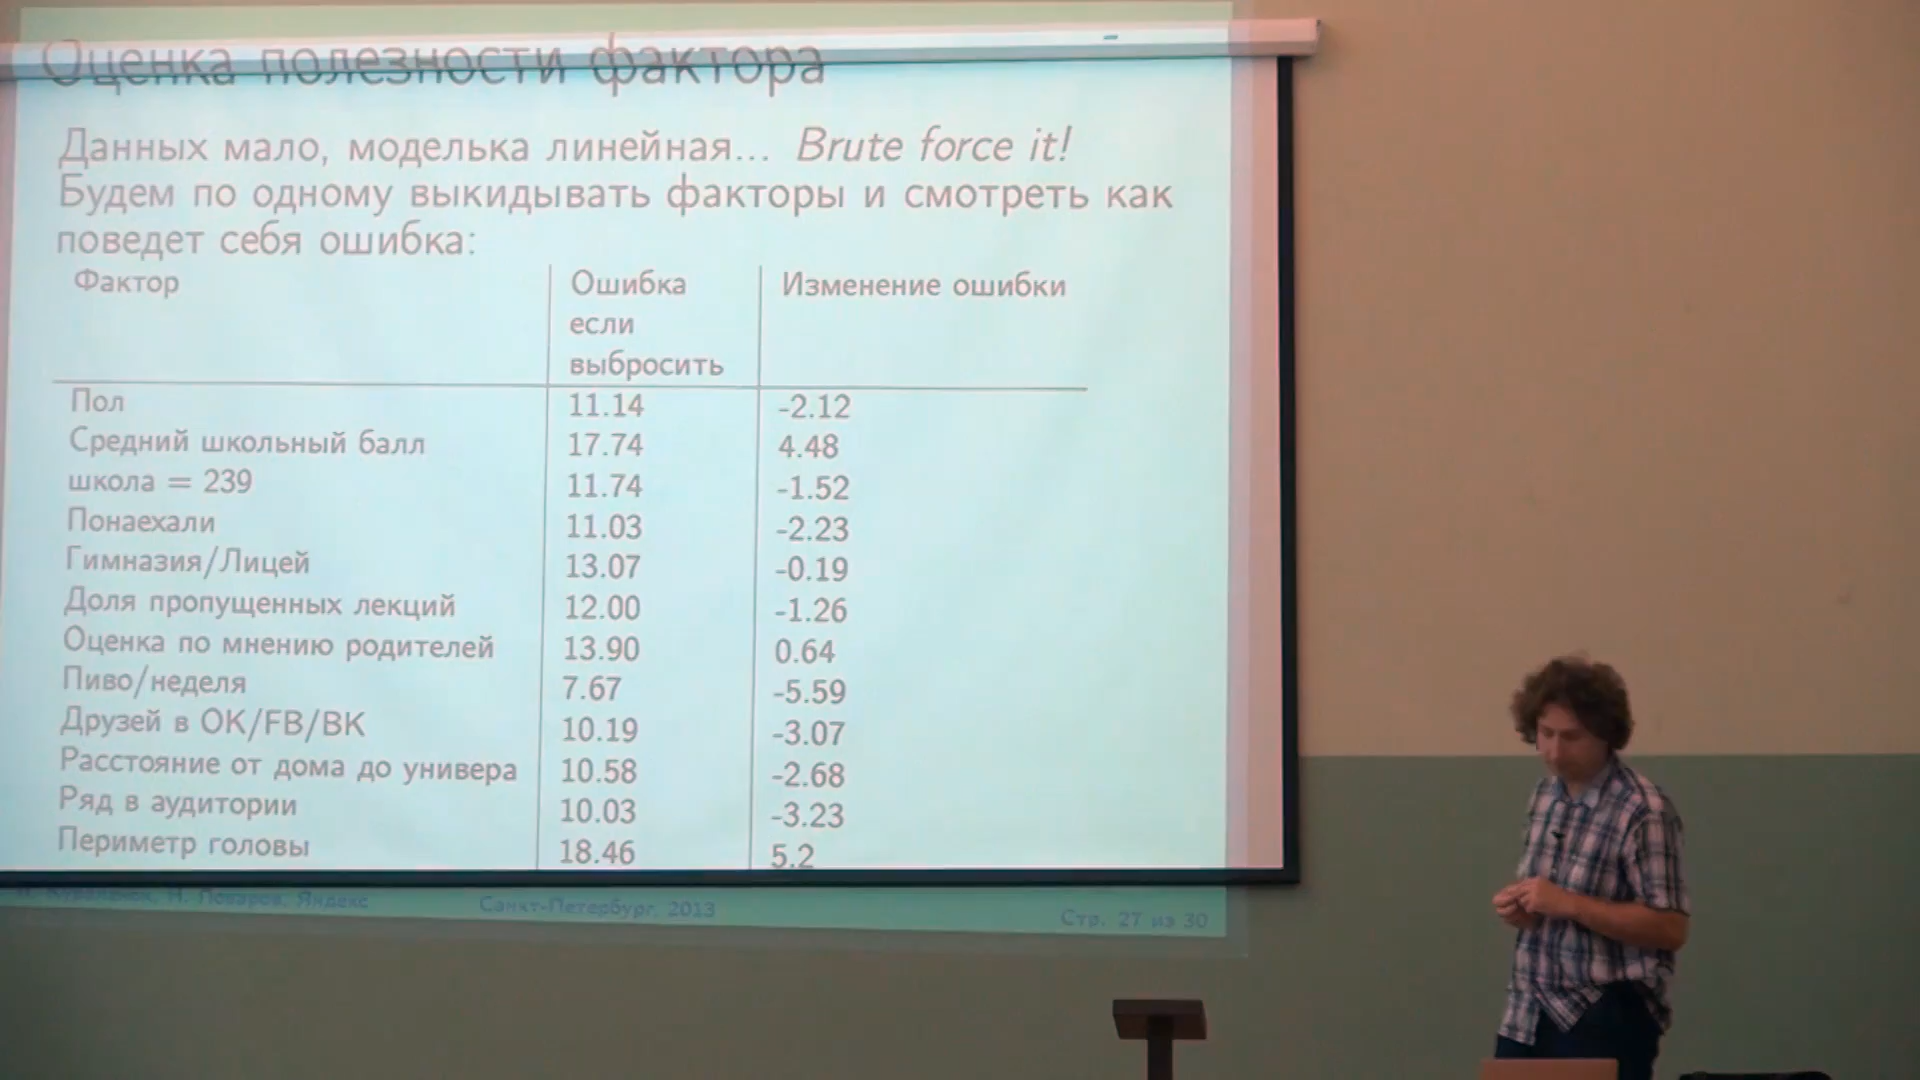 Оценка полезности фактора
Данных мало, моделька линейная... Brute force it!
Будем по одному выкидывать факторы и смотреть как
поведет себя ошибка:
Фактор Ошибка если выбросить Изменение ошибки
Пол 11.14 -2.12
Средний школьный балл 17.74 4.48
школа = 239 11.74 -1.52
Понаехали 11.03 -2.23
Гимназия/Лицей 13.07 -0.19
Доля пропущенных лекций 12.00 -1.26
Оценка по мнению родителей 13.90 0.64
Пиво/неделя 7.67 -5.59
Друзей в OK/FB/ВК 10.19 -3.07
Расстояние от дома до универа 10.58 -2.68
Ряд в аудитории 10.03 -3.23
Периметр головы 18.46 5.2
Н. Поваров, Яндекс Санкт-Петербург, 2013 Стр. 27 из 30